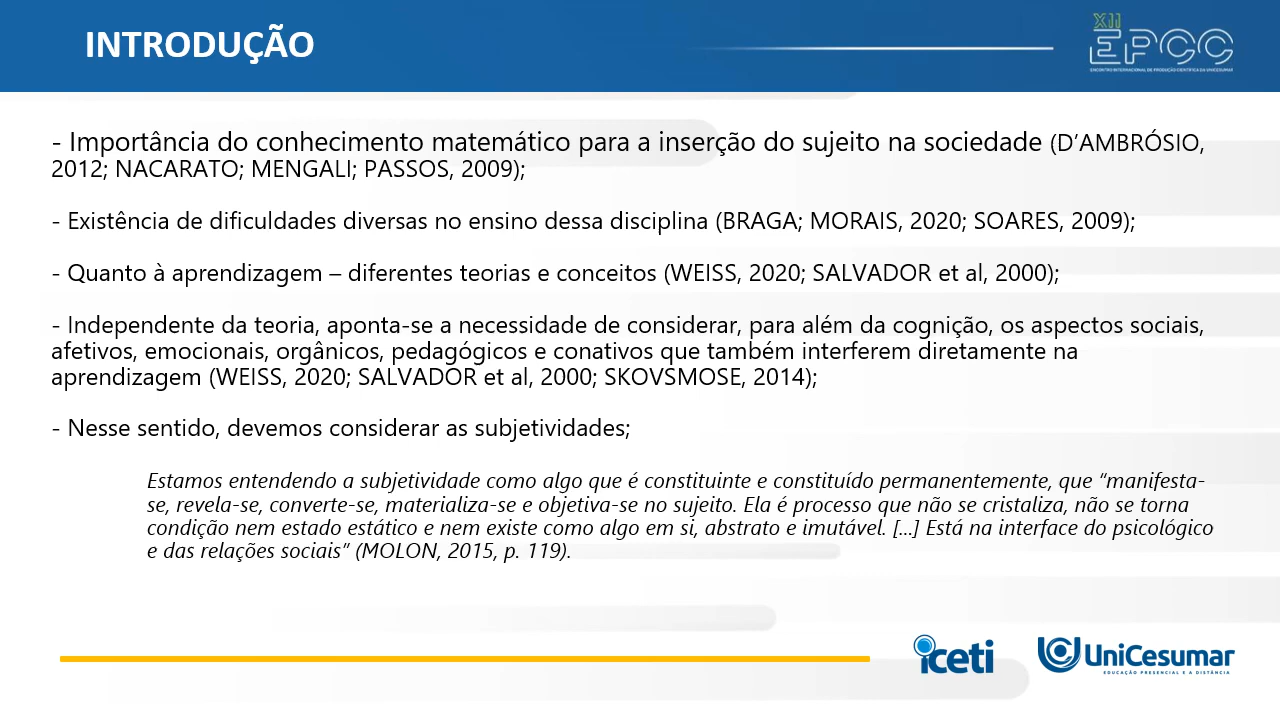 INTRODUÇÃO
XII
EPCC
ENCONTRO INTERNACIONAL DE PRODUÇÃO CIENTÍFICA DA UNICESUMAR
- Importância do conhecimento matemático para a inserção do sujeito na sociedade (D’AMBRÓSIO,
2012; NACARATO; MENGALI; PASSOS, 2009);
- Existência de dificuldades diversas no ensino dessa disciplina (BRAGA; MORAIS, 2020; SOARES, 2009);
- Quanto à aprendizagem – diferentes teorias e conceitos (WEISS, 2020; SALVADOR et al, 2000);
- Independente da teoria, aponta-se a necessidade de considerar, para além da cognição, os aspectos sociais,
afetivos, emocionais, orgânicos, pedagógicos e conativos que também interferem diretamente na
aprendizagem (WEISS, 2020; SALVADOR et al, 2000; SKOVSMOSE, 2014);
- Nesse sentido, devemos considerar as subjetividades;
Estamos entendendo a subjetividade como algo que é constituinte e constituído permanentemente, que “manifesta-
se, revela-se, converte-se, materializa-se e objetiva-se no sujeito. Ela é processo que não se cristaliza, não se torna
condição nem estado estático e nem existe como algo em si, abstrato e imutável. [...] Está na interface do psicológico
e das relações sociais” (MOLON, 2015, p. 119).
iceti
UniCesumar
EDUCAÇÃO PRESENCIAL E A DISTÂNCIA